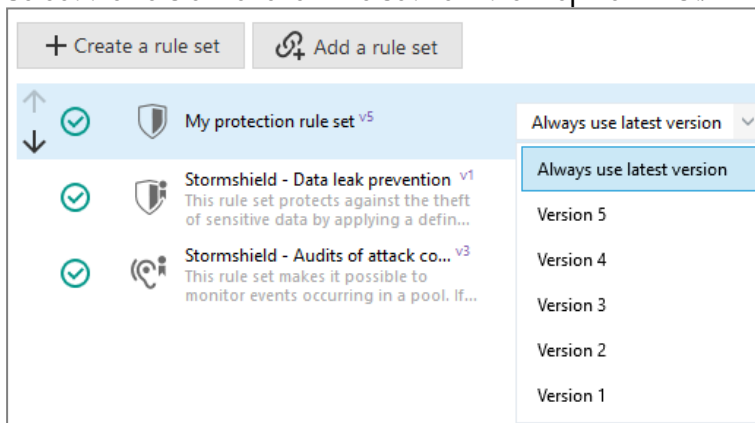 Create a rule set
Add a rule set
My protection rule set v5
Always use latest version
Always use latest version
Stormshield - Data leak prevention v1
This rule set protects against the theft
of sensitive data by applying a defin...
Version 5
Version 4
Stormshield - Audits of attack co... v3
This rule set makes it possible to
monitor events occurring in a pool. If...
Version 3
Version 2
Version 1